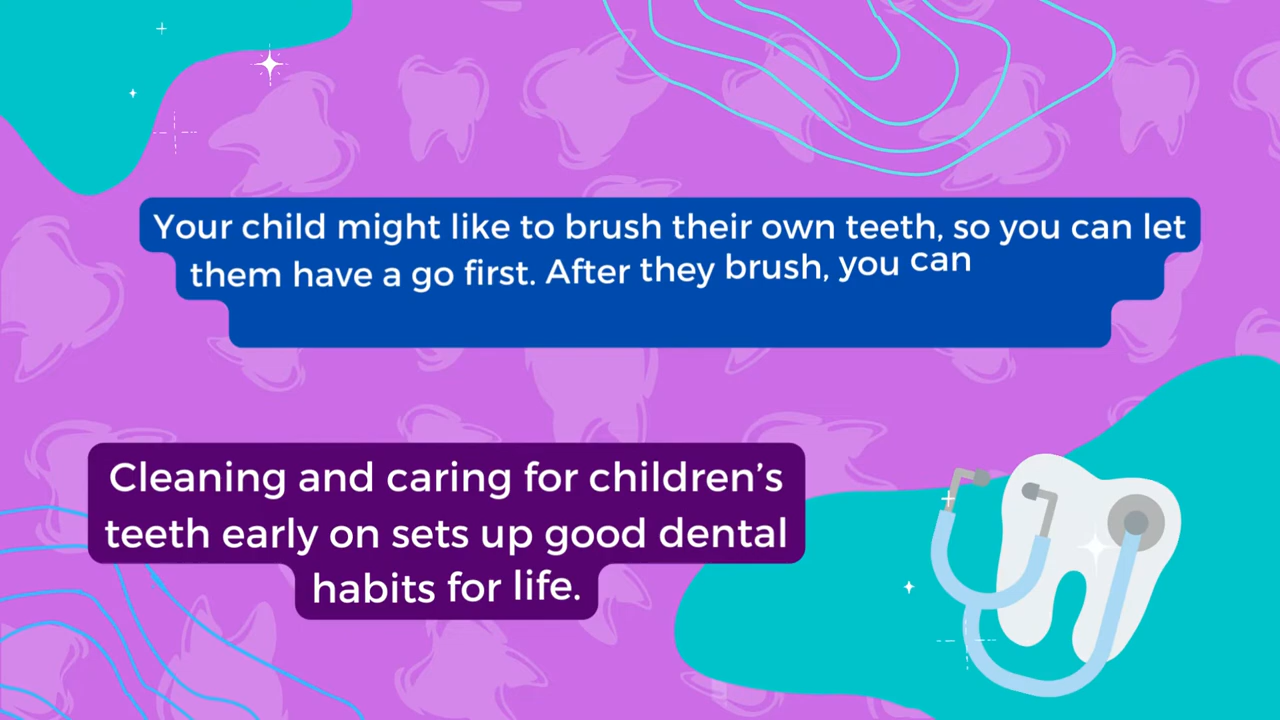 Your child might like to brush their own teeth, so you can let
them have a go first. After they brush, you can
Cleaning and caring for children's
teeth early on sets up good dental
habits for life.